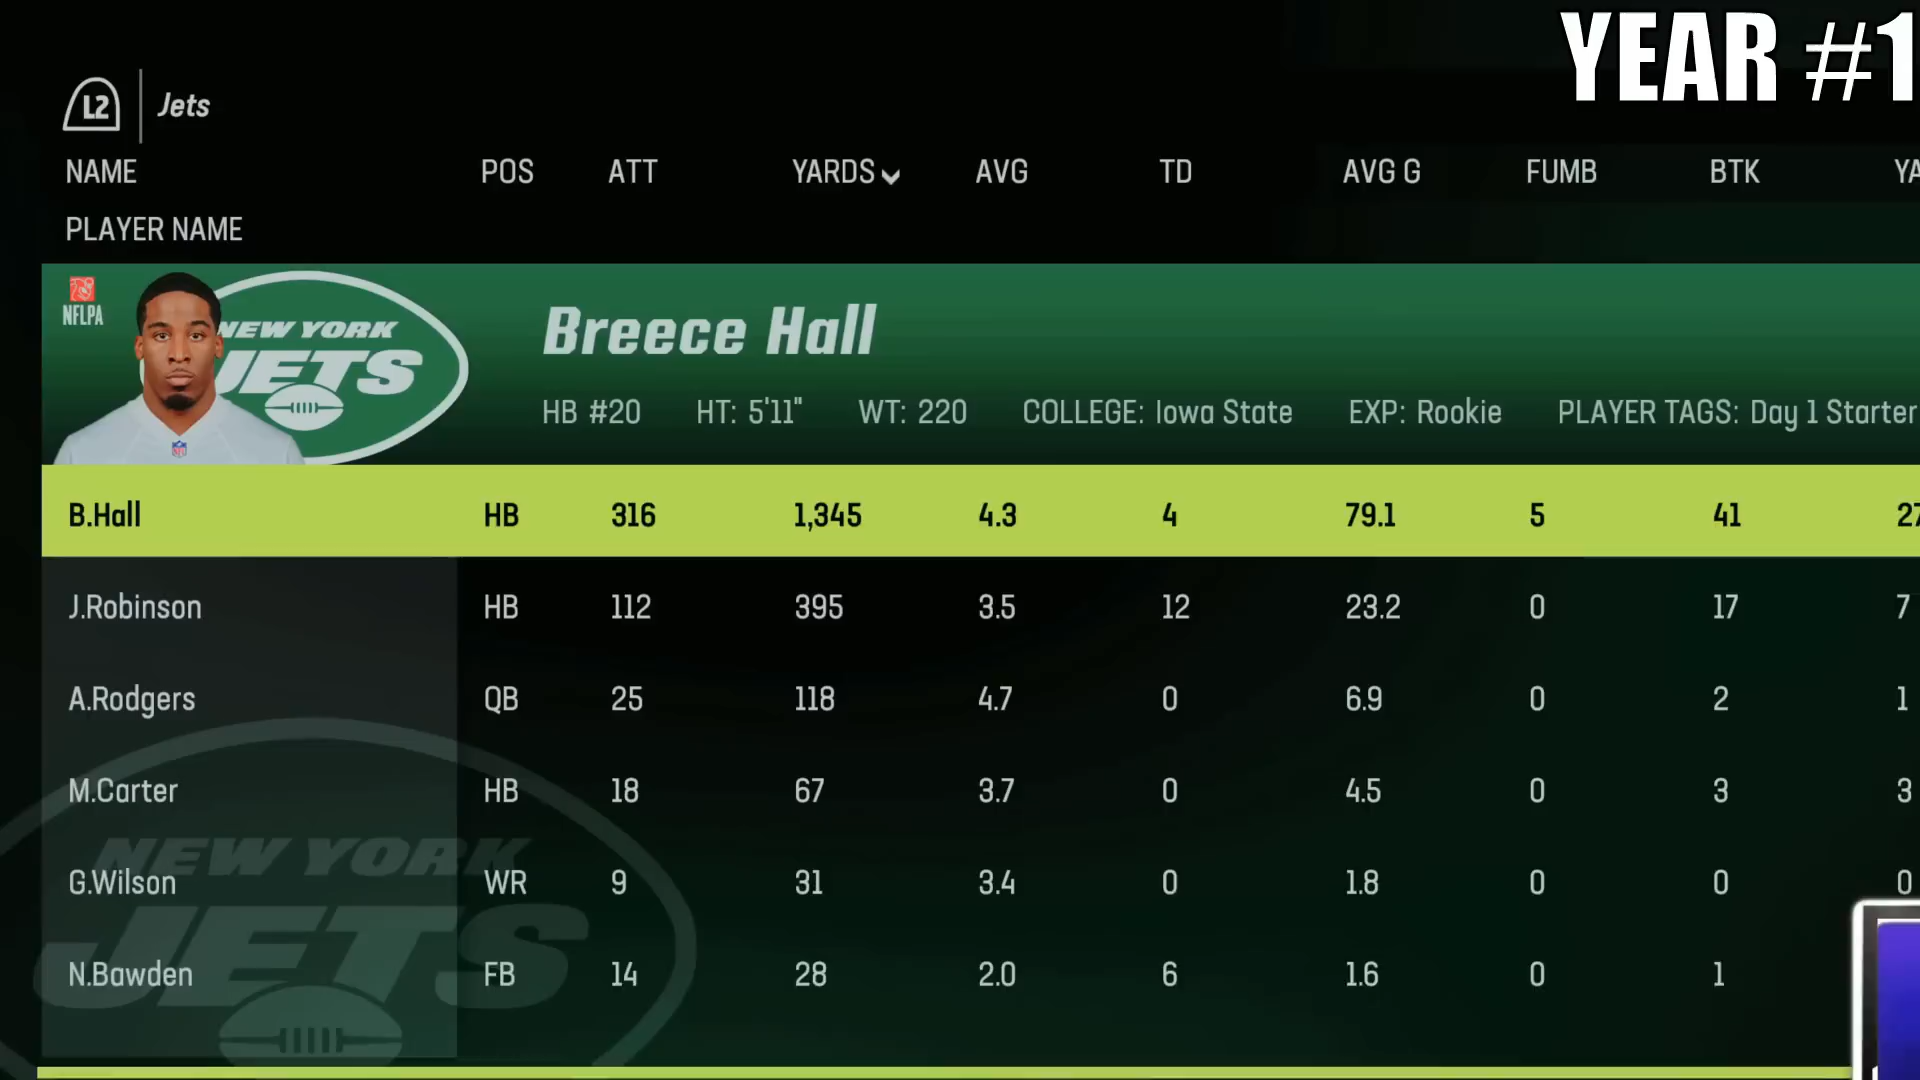 YEAR #1
L2 Jets
NAME POS ATT YARDS AVG TD AVG G FUMB BTK YA
PLAYER NAME
NFLPA
NEW YORK
JETS
Breece Hall
HB #20 HT: 5'11" WT: 220 COLLEGE: Iowa State EXP: Rookie PLAYER TAGS: Day 1 Starter
B.Hall HB 316 1,345 4.3 4 79.1 5 41 27
J.Robinson HB 112 395 3.5 12 23.2 0 17 7
A.Rodgers QB 25 118 4.7 0 6.9 0 2 1
M.Carter HB 18 67 3.7 0 4.5 0 3 3
G.Wilson WR 9 31 3.4 0 1.8 0 0 0
N.Bawden FB 14 28 2.0 6 1.6 0 1
NEW YORK
JETS